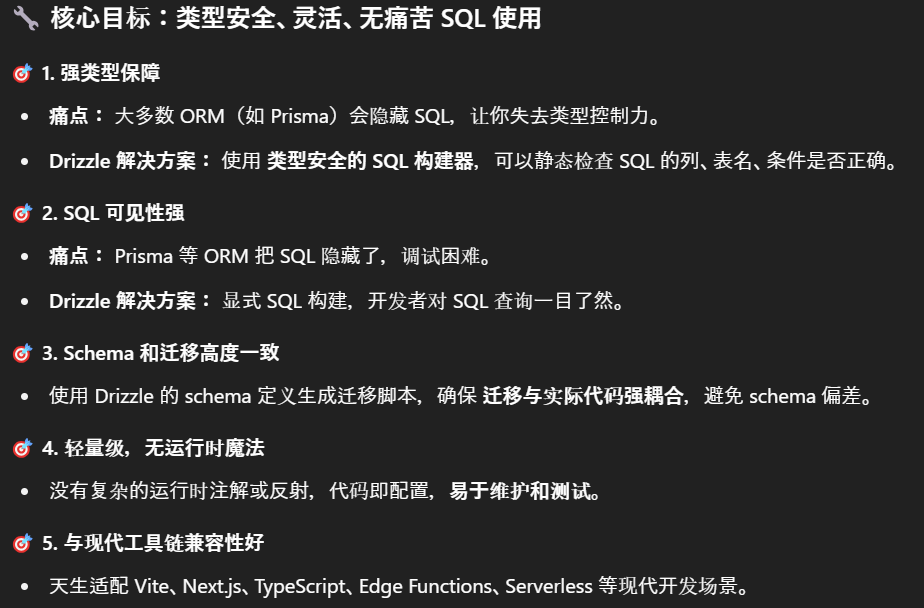 🔧 核心目标：类型安全、灵活、无痛苦 SQL 使用
🎯 1. 强类型保障
• 痛点： 大多数 ORM（如 Prisma）会隐藏 SQL，让你失去类型控制力。
• Drizzle 解决方案： 使用 类型安全的 SQL 构建器，可以静态检查 SQL 的列、表名、条件是否正确。
🎯 2. SQL 可见性强
• 痛点： Prisma 等 ORM 把 SQL 隐藏了，调试困难。
• Drizzle 解决方案： 显式 SQL 构建，开发者对 SQL 查询一目了然。
🎯 3. Schema 和迁移高度一致
• 使用 Drizzle 的 schema 定义生成迁移脚本，确保 迁移与实际代码强耦合，避免 schema 偏差。
🎯 4. 轻量级，无运行时魔法
• 没有复杂的运行时注解或反射，代码即配置，易于维护和测试。
🎯 5. 与现代工具链兼容性好
• 天生适配 Vite、Next.js、TypeScript、Edge Functions、Serverless 等现代开发场景。